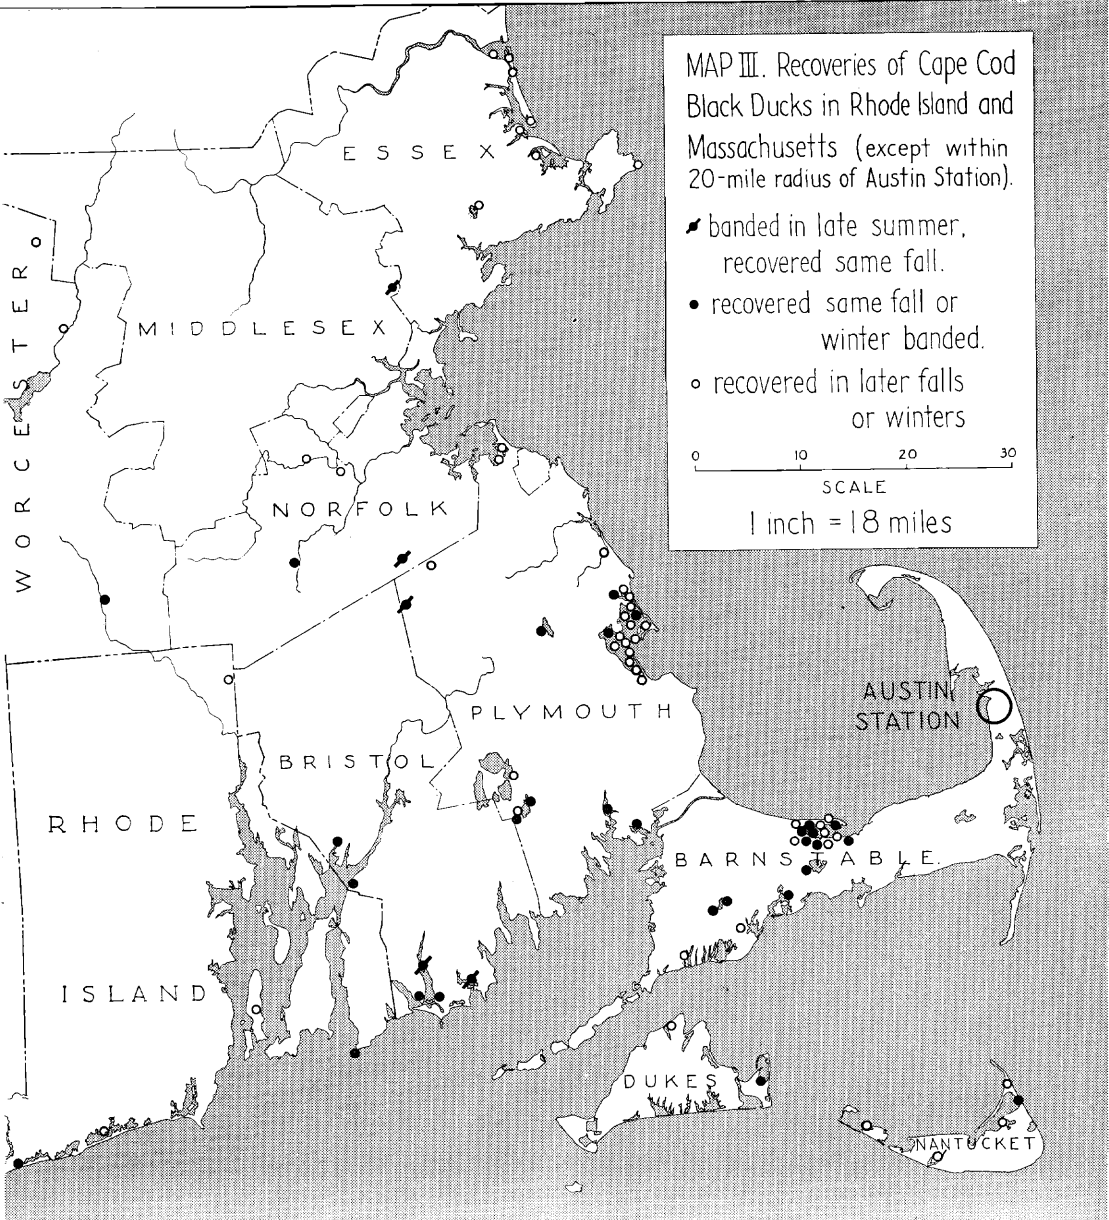 MAP III. Recoveries of Cape Cod
Black Ducks in Rhode Island and
Massachusetts (except within
20-mile radius of Austin Station).
banded in late summer,
recovered same fall.
recovered same fall or
winter banded.
recovered in later falls
or winters
0 10 20 30
SCALE
1 inch = 18 miles
ESSEX
WORCESTER
MIDDLESEX
NORFOLK
AUSTIN
STATION
PLYMOUTH
BRISTOL
RHODE
BARNSTABLE
ISLAND
DUKES
NANTUCKET